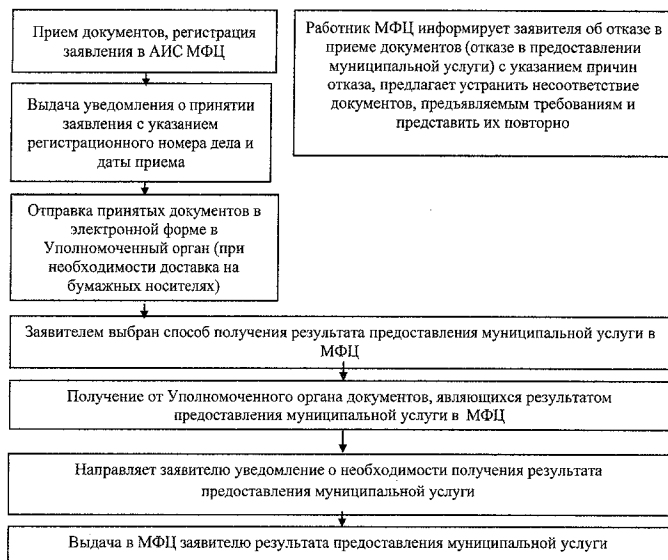 Прием документов, регистрация
заявления в АИС МФЦ
Работник МФЦ информирует заявителя об отказе в
приеме документов (отказе в предоставлении
муниципальной услуги) с указанием причин
отказа, предлагает устранить несоответствие
документов, предъявляемым требованиям и
представить их повторно
Выдача уведомления о принятии
заявления с указанием
регистрационного номера дела и
даты приема
Отправка принятых документов в
электронной форме в
Уполномоченный орган (при
необходимости доставка на
бумажных носителях)
Заявителем выбран способ получения результата предоставления муниципальной услуги в
МФЦ
Получение от Уполномоченного органа документов, являющихся результатом
предоставления муниципальной услуги в МФЦ
Направляет заявителю уведомление о необходимости получения результата
предоставления муниципальной услуги
Выдача в МФЦ заявителю результата предоставления муниципальной услуги